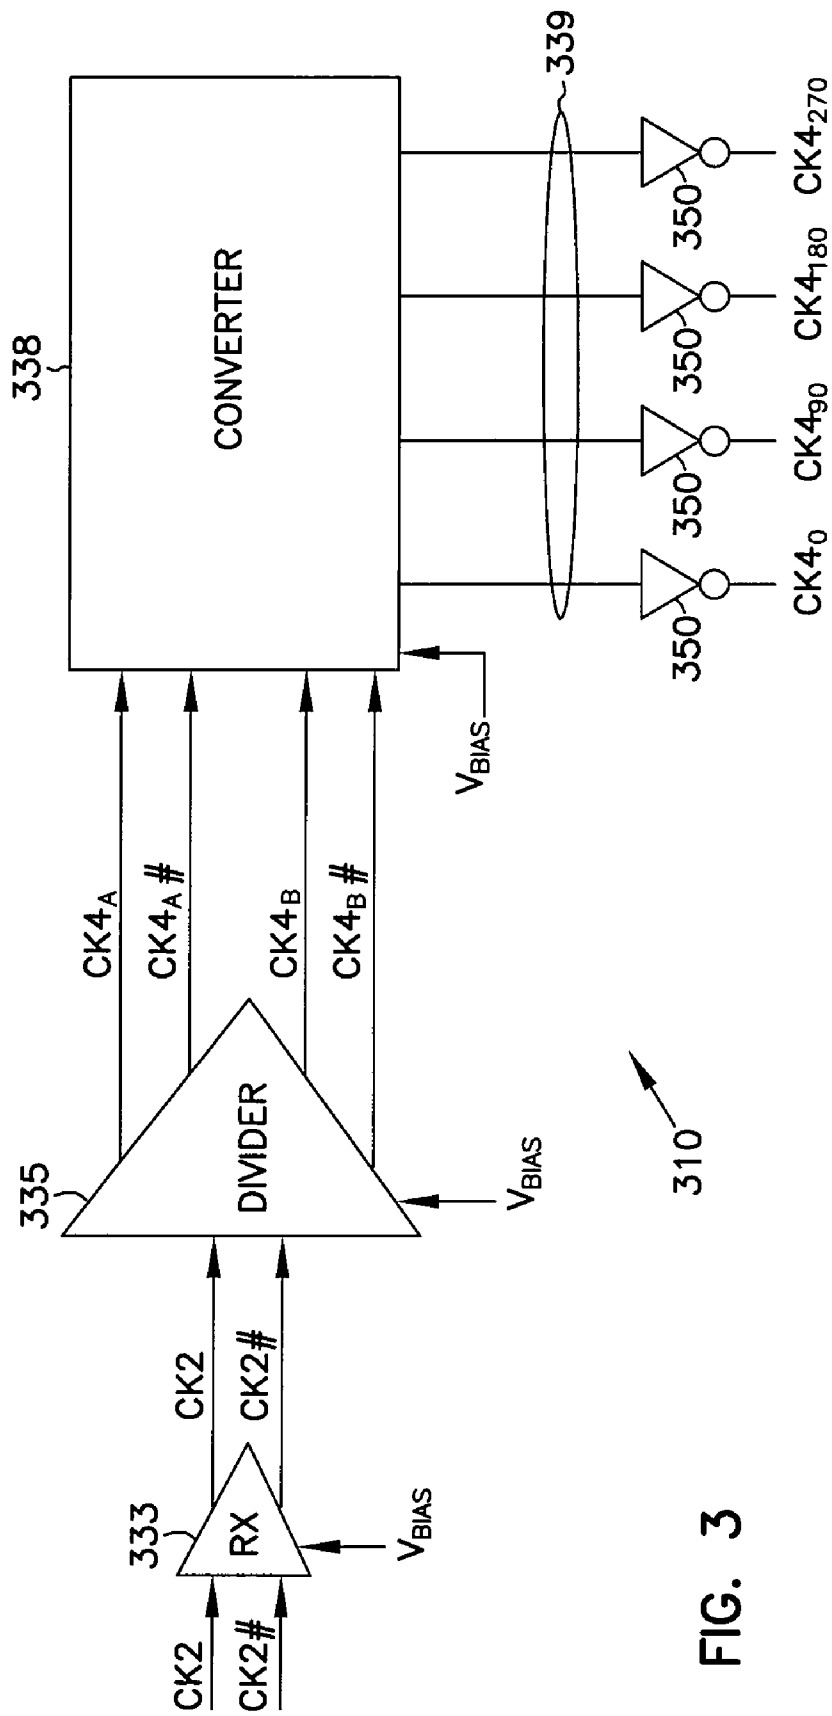 CK2
CK2#
333
RX
VBIAS
CK2
CK2#
335
DIVIDER
VBIAS
CK4A
CK4A#
CK4B
CK4B#
338
CONVERTER
VBIAS
339
350
350
350
350
CK40
CK490
CK4180
CK4270
310
FIG. 3